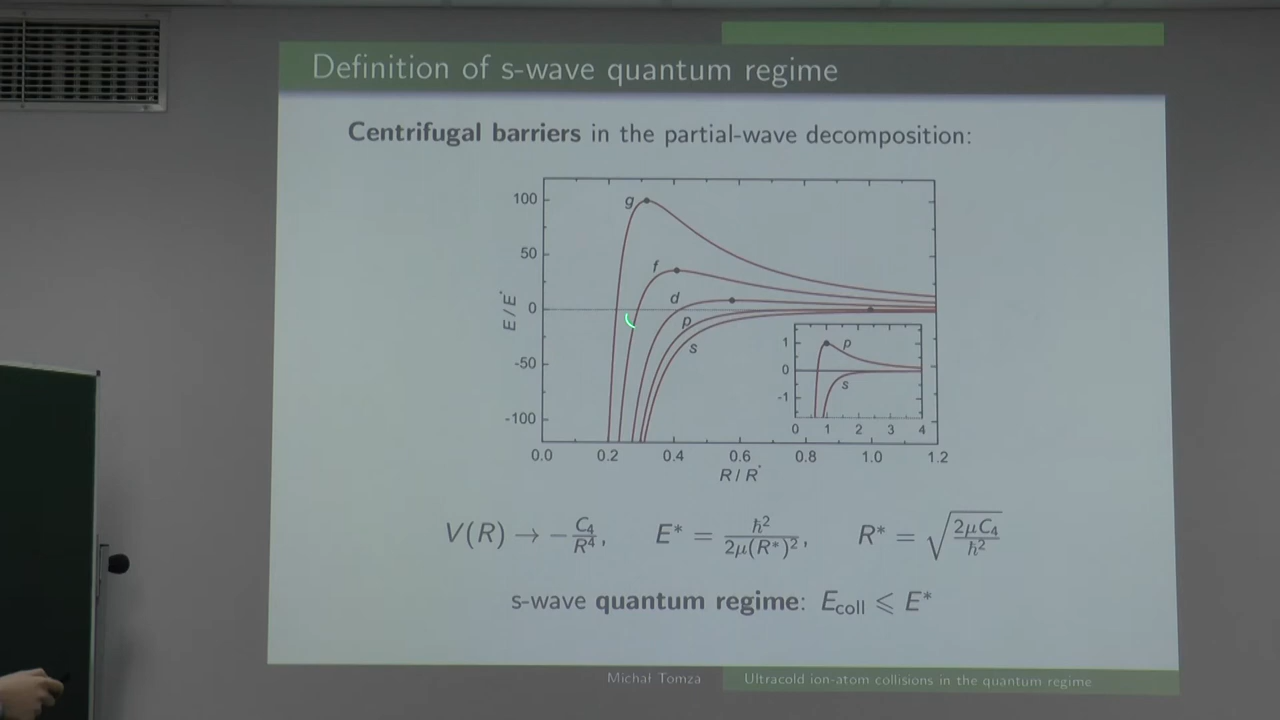 Definition of s-wave quantum regime
Centrifugal barriers in the partial-wave decomposition:
100
50
0
-50
-100
E / E*
g
f
d
p
s
0.0 0.2 0.4 0.6 0.8 1.0 1.2
R / R*
1
0
-1
p
s
0 1 2 3 4
V(R) → − C₄/R⁴, E* = ħ²/2μ(R*)², R* = √(2μC₄/ħ²)
s-wave quantum regime: E_coll ⩽ E*
Michał Tomza Ultracold ion-atom collisions in the quantum regime